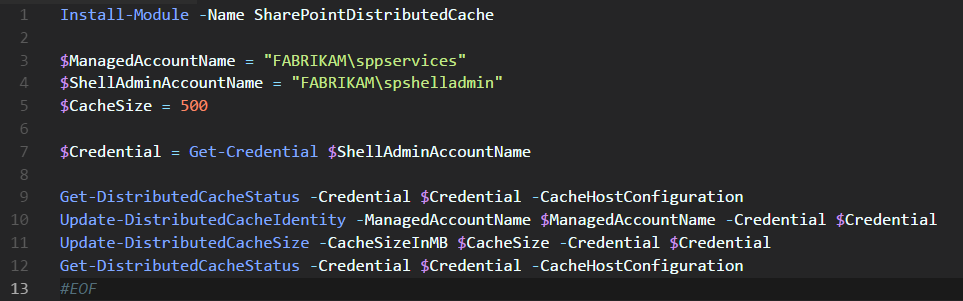 1 Install-Module -Name SharePointDistributedCache
2
3 $ManagedAccountName = "FABRIKAM\sppservices"
4 $ShellAdminAccountName = "FABRIKAM\spshelladmin"
5 $CacheSize = 500
6
7 $Credential = Get-Credential $ShellAdminAccountName
8
9 Get-DistributedCacheStatus -Credential $Credential -CacheHostConfiguration
10 Update-DistributedCacheIdentity -ManagedAccountName $ManagedAccountName -Credential $Credential
11 Update-DistributedCacheSize -CacheSizeInMB $CacheSize -Credential $Credential
12 Get-DistributedCacheStatus -Credential $Credential -CacheHostConfiguration
13 #EOF